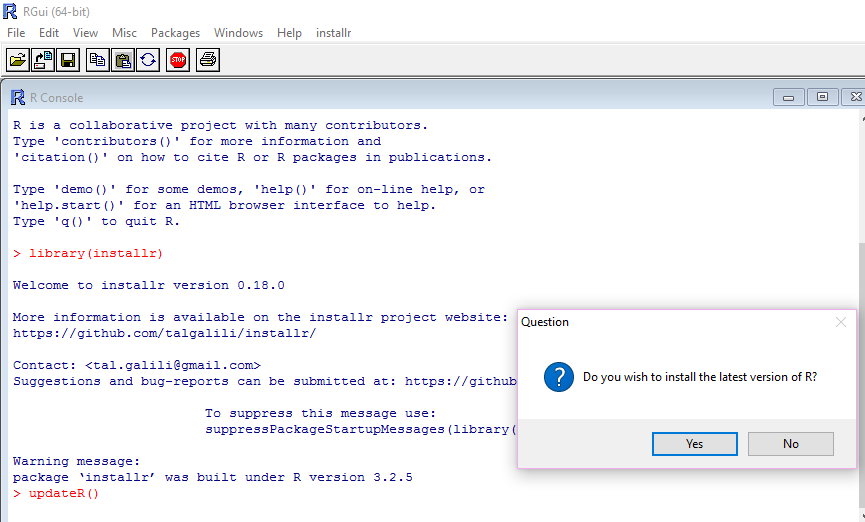 RGui (64-bit)
File Edit View Misc Packages Windows Help installr
STOP
R Console
R is a collaborative project with many contributors.
Type 'contributors()' for more information and
'citation()' on how to cite R or R packages in publications.
Type 'demo()' for some demos, 'help()' for on-line help, or
'help.start()' for an HTML browser interface to help.
Type 'q()' to quit R.
> library(installr)
Welcome to installr version 0.18.0
More information is available on the installr project website:
https://github.com/talgalili/installr/
Contact: <tal.galili@gmail.com>
Suggestions and bug-reports can be submitted at: https://github
To suppress this message use:
suppressPackageStartupMessages(library(
Warning message:
package ‘installr’ was built under R version 3.2.5
> updateR()
Question
Do you wish to install the latest version of R?
Yes No